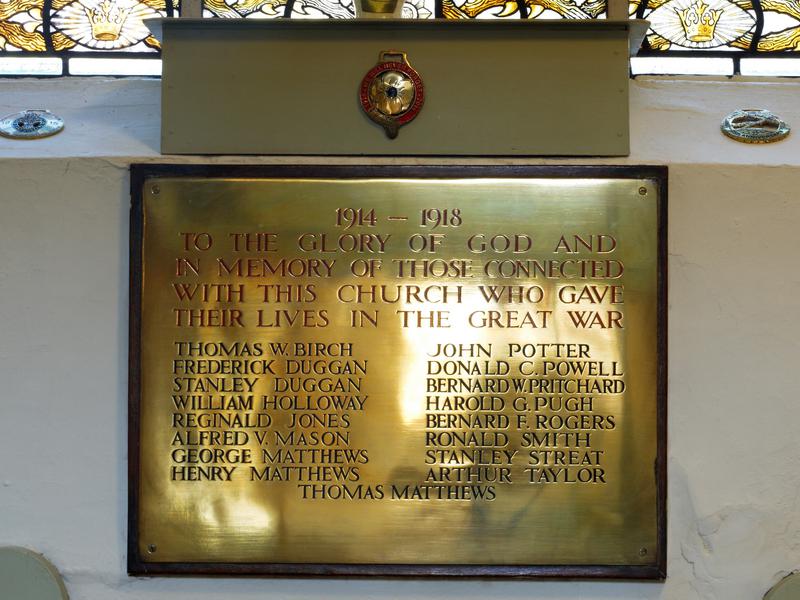 1914 — 1918
TO THE GLORY OF GOD AND
IN MEMORY OF THOSE CONNECTED
WITH THIS CHURCH WHO GAVE
THEIR LIVES IN THE GREAT WAR
THOMAS W. BIRCH
FREDERICK DUGGAN
STANLEY DUGGAN
WILLIAM HOLLOWAY
REGINALD JONES
ALFRED V. MASON
GEORGE MATTHEWS
HENRY MATTHEWS
JOHN POTTER
DONALD C. POWELL
BERNARD W. PRITCHARD
HAROLD G. PUGH
BERNARD F. ROGERS
RONALD SMITH
STANLEY STREAT
ARTHUR TAYLOR
THOMAS MATTHEWS